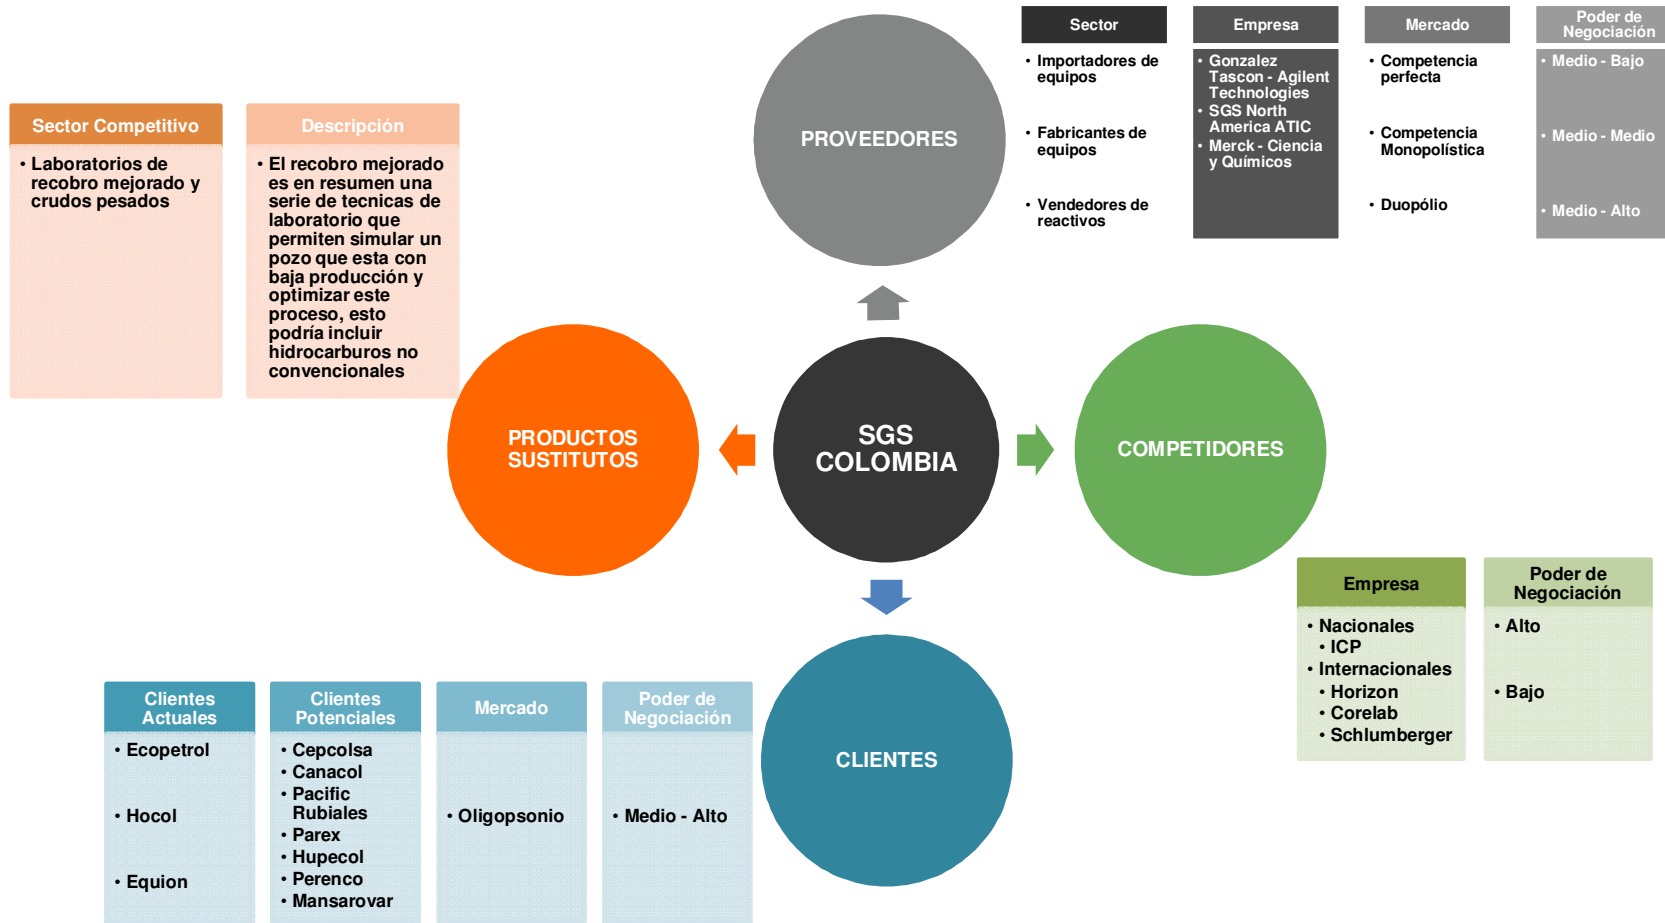 Sector
• Importadores de
equipos
• Fabricantes de
equipos
• Vendedores de
reactivos
Empresa
• Gonzalez
Tascon - Agilent
Technologies
• SGS North
America ATIC
• Merck - Ciencia
y Químicos
Mercado
• Competencia
perfecta
• Competencia
Monopolística
• Duopólio
Poder de
Negociación
• Medio - Bajo
• Medio - Medio
• Medio - Alto
PROVEEDORES
Sector Competitivo
• Laboratorios de
recobro mejorado y
crudos pesados
Descripción
• El recobro mejorado
es en resumen una
serie de tecnicas de
laboratorio que
permiten simular un
pozo que esta con
baja producción y
optimizar este
proceso, esto
podría incluir
hidrocarburos no
convencionales
PRODUCTOS
SUSTITUTOS
SGS
COLOMBIA
COMPETIDORES
Empresa
• Nacionales
• ICP
• Internacionales
• Horizon
• Corelab
• Schlumberger
Poder de
Negociación
• Alto
• Bajo
Clientes
Actuales
• Ecopetrol
• Hocol
• Equion
Clientes
Potenciales
• Cepcolsa
• Canacol
• Pacific
Rubiales
• Parex
• Hupecol
• Perenco
• Mansarovar
Mercado
• Oligopsonio
Poder de
Negociación
• Medio - Alto
CLIENTES